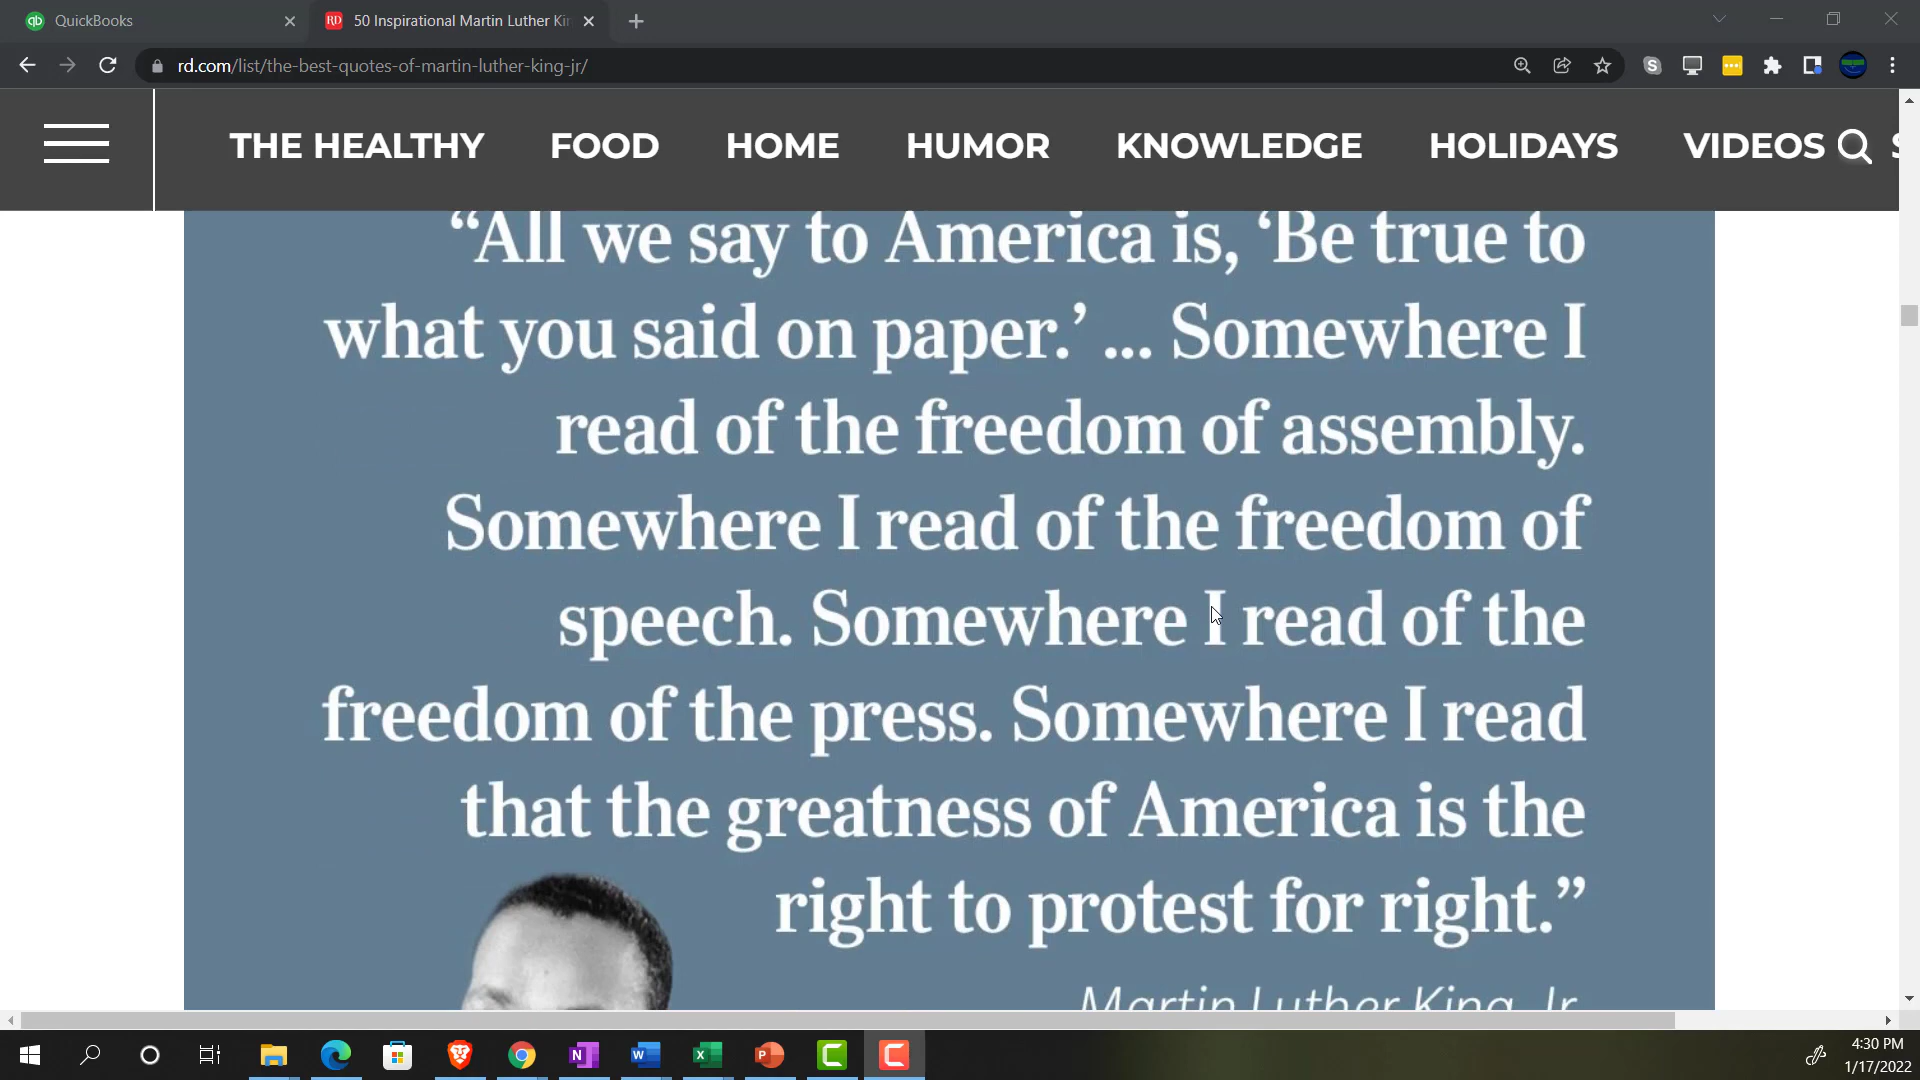 QuickBooks
50 Inspirational Martin Luther Kin
rd.com/list/the-best-quotes-of-martin-luther-king-jr/
THE HEALTHY FOOD HOME HUMOR KNOWLEDGE HOLIDAYS VIDEOS S
“All we say to America is, ‘Be true to
what you said on paper.’ ... Somewhere I
read of the freedom of assembly.
Somewhere I read of the freedom of
speech. Somewhere I read of the
freedom of the press. Somewhere I read
that the greatness of America is the
right to protest for right.”
Martin Luther King, Jr.
4:30 PM
1/17/2022